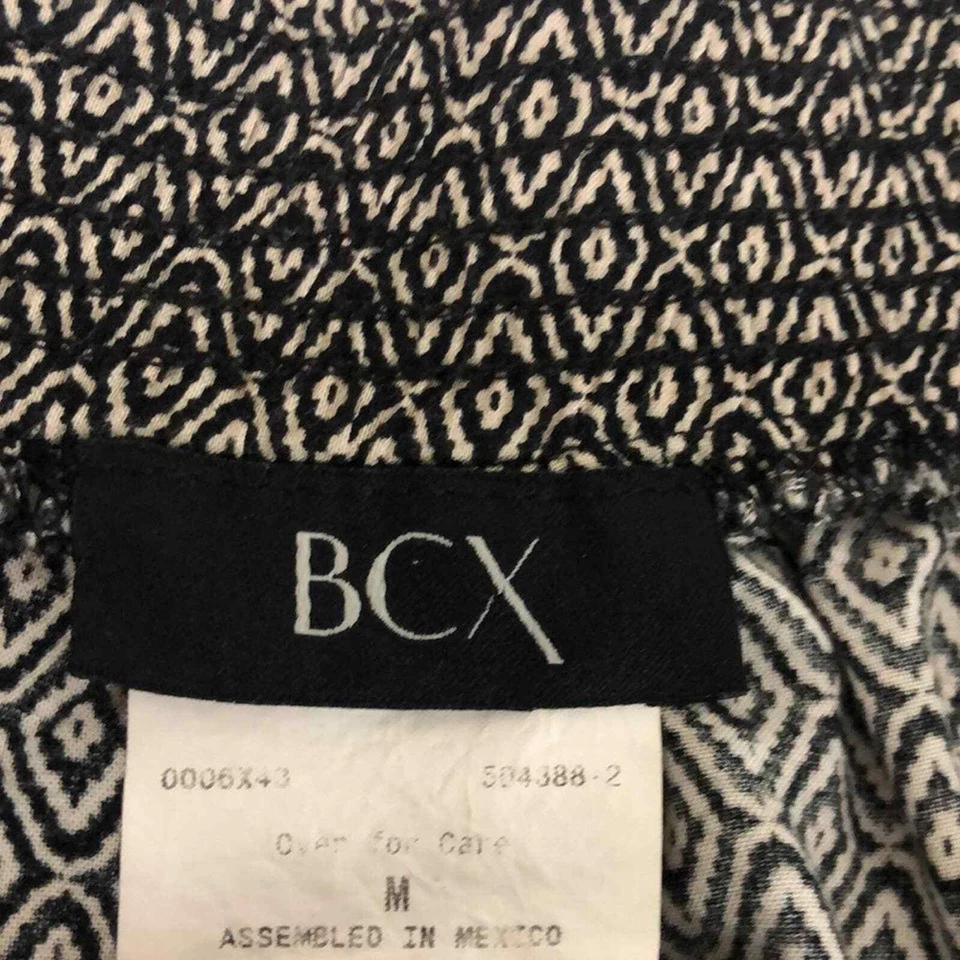 BCX
0006X43 504388-2
Over for Care
M
ASSEMBLED IN MEXICO